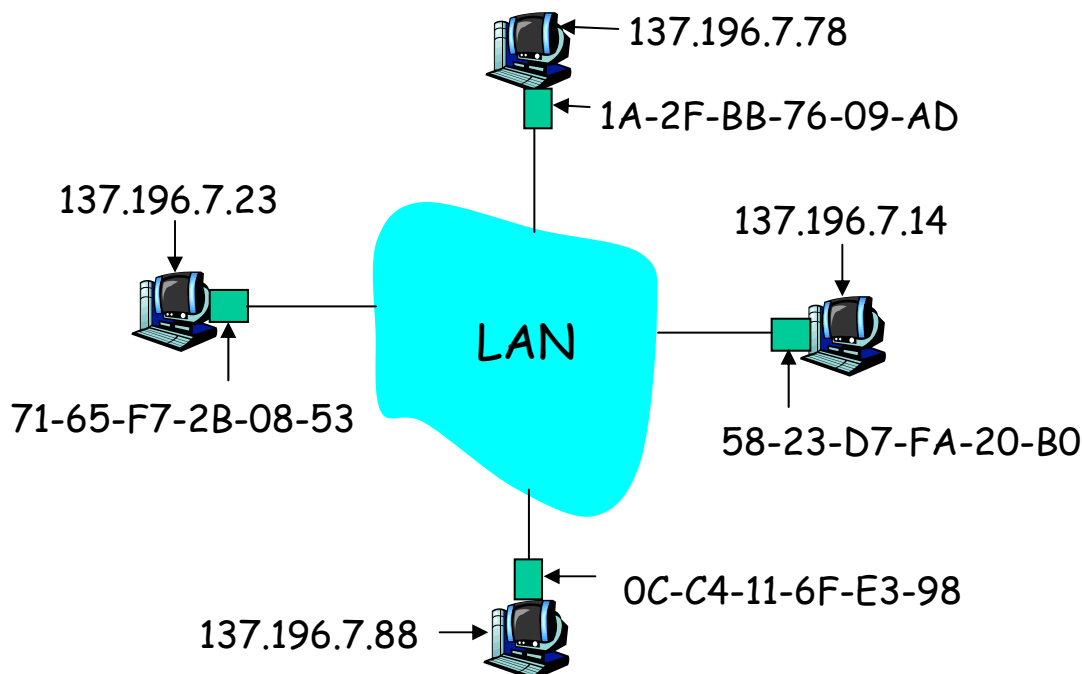 137.196.7.78
1A-2F-BB-76-09-AD
137.196.7.23
137.196.7.14
LAN
71-65-F7-2B-08-53
58-23-D7-FA-20-B0
0C-C4-11-6F-E3-98
137.196.7.88